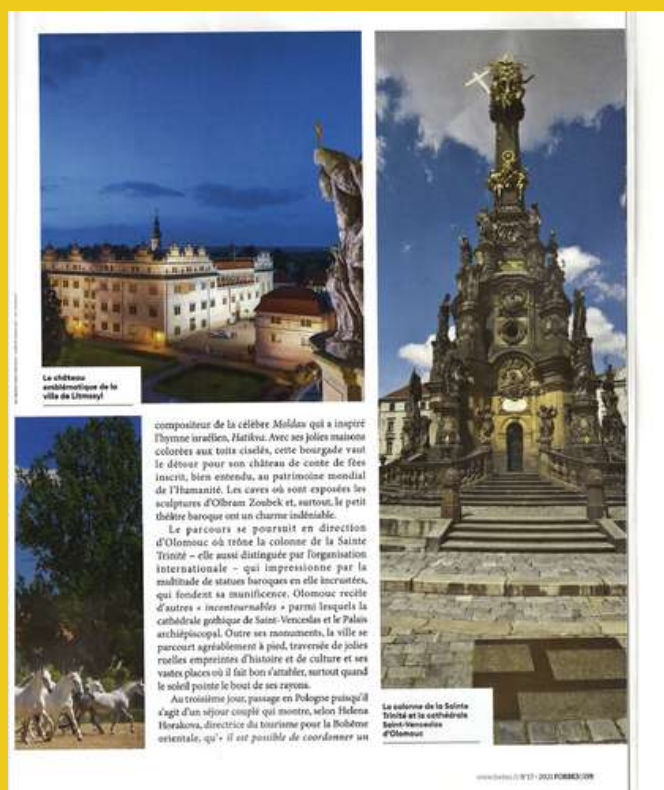 Le château
emblématique de la
ville de Litmosyl
compositeur de la célèbre Moldau qui a inspiré
l'hymne israélien, Hatikva. Avec ses jolies maisons
colorées aux toits ciselés, cette bourgade vaut
le détour pour son château de conte de fées
inscrit, bien entendu, au patrimoine mondial
de l'Humanité. Les caves où sont exposées les
sculptures d'Olbram Zoubek et, surtout, le petit
théâtre baroque ont un charme indéniable.
Le parcours se poursuit en direction
d'Olomouc où trône la colonne de la Sainte
Trinité – elle aussi distinguée par l'organisation
internationale – qui impressionne par la
multitude de statues baroques en elle incrustées,
qui fondent sa munificence. Olomouc recèle
d'autres « incontournables » parmi lesquels la
cathédrale gothique de Saint-Venceslas et le Palais
archiépiscopal. Outre ses monuments, la ville se
parcourt agréablement à pied, traversée de jolies
ruelles empreintes d'histoire et de culture et ses
vastes places où il fait bon s'attabler, surtout quand
le soleil pointe le bout de ses rayons.
Au troisième jour, passage en Pologne puisqu'il
s'agit d'un séjour couplé qui montre, selon Helena
Horakova, directrice du tourisme pour la Bohême
orientale, qu'« il est possible de coordonner un
La colonne de la Sainte
Trinité et la cathédrale
Saint-Venceslas
d'Olomouc
www.forbes.fr N°17 - 2021 FORBES